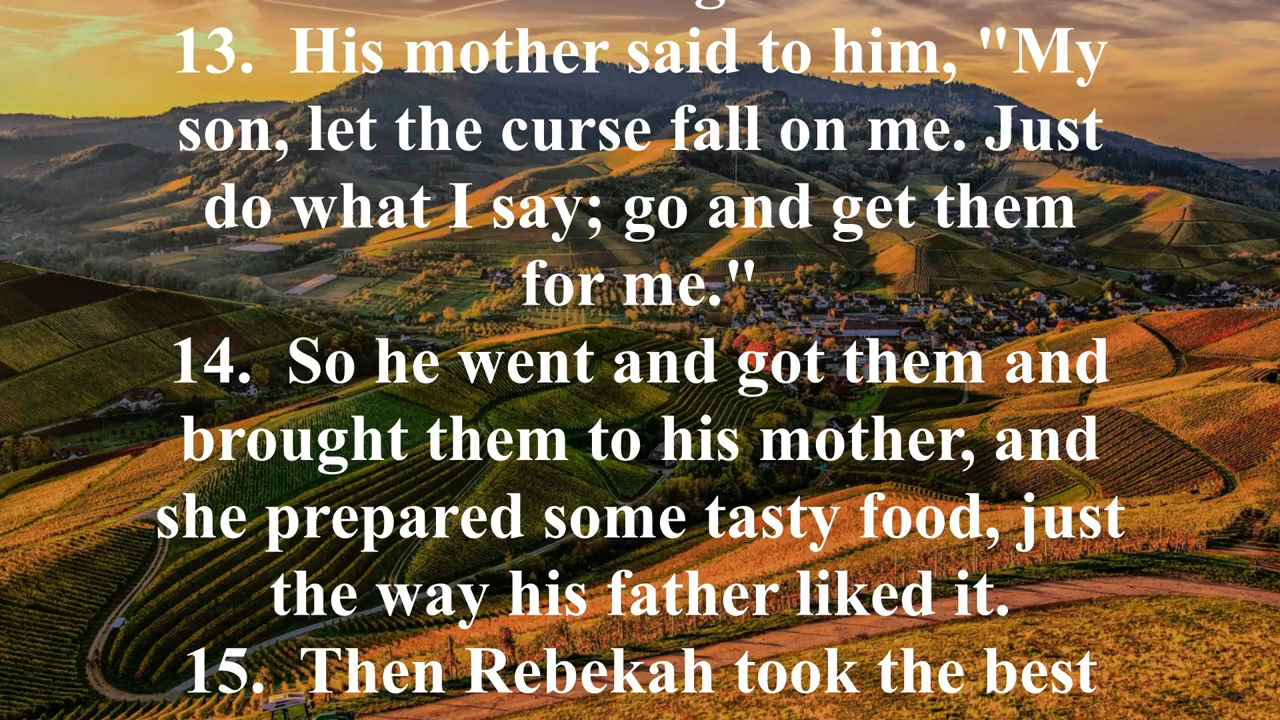 13.  His mother said to him, "My
son, let the curse fall on me. Just
do what I say; go and get them
for me."
14.  So he went and got them and
brought them to his mother, and
she prepared some tasty food, just
the way his father liked it.
15.  Then Rebekah took the best